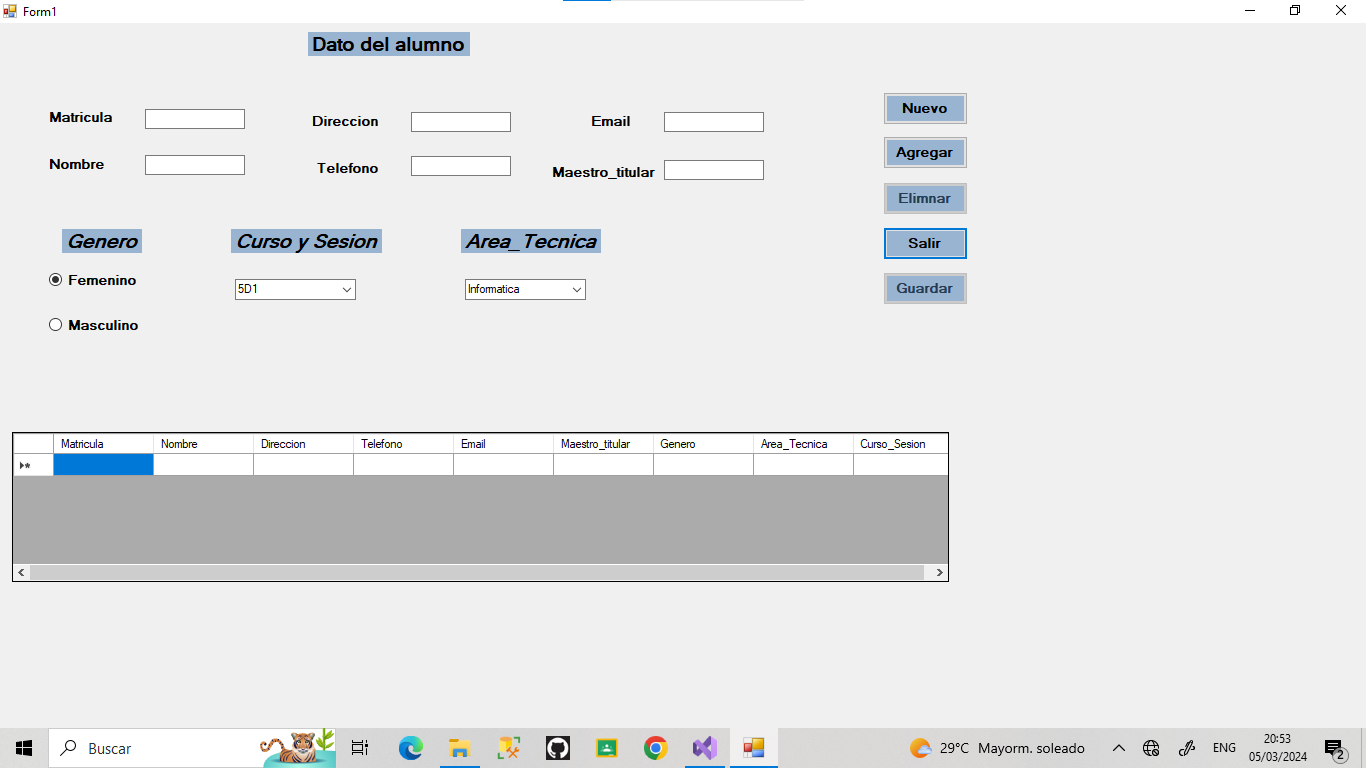 Form1
Dato del alumno
Matricula
Direccion
Email
Nuevo
Nombre
Telefono
Maestro_titular
Agregar
Elimnar
Genero
Curso y Sesion
Area_Tecnica
Salir
Femenino
5D1
Informatica
Guardar
Masculino
Matricula Nombre Direccion Telefono Email Maestro_titular Genero Area_Tecnica Curso_Sesion
Buscar
29°C Mayorm. soleado
ENG
20:53
05/03/2024
2